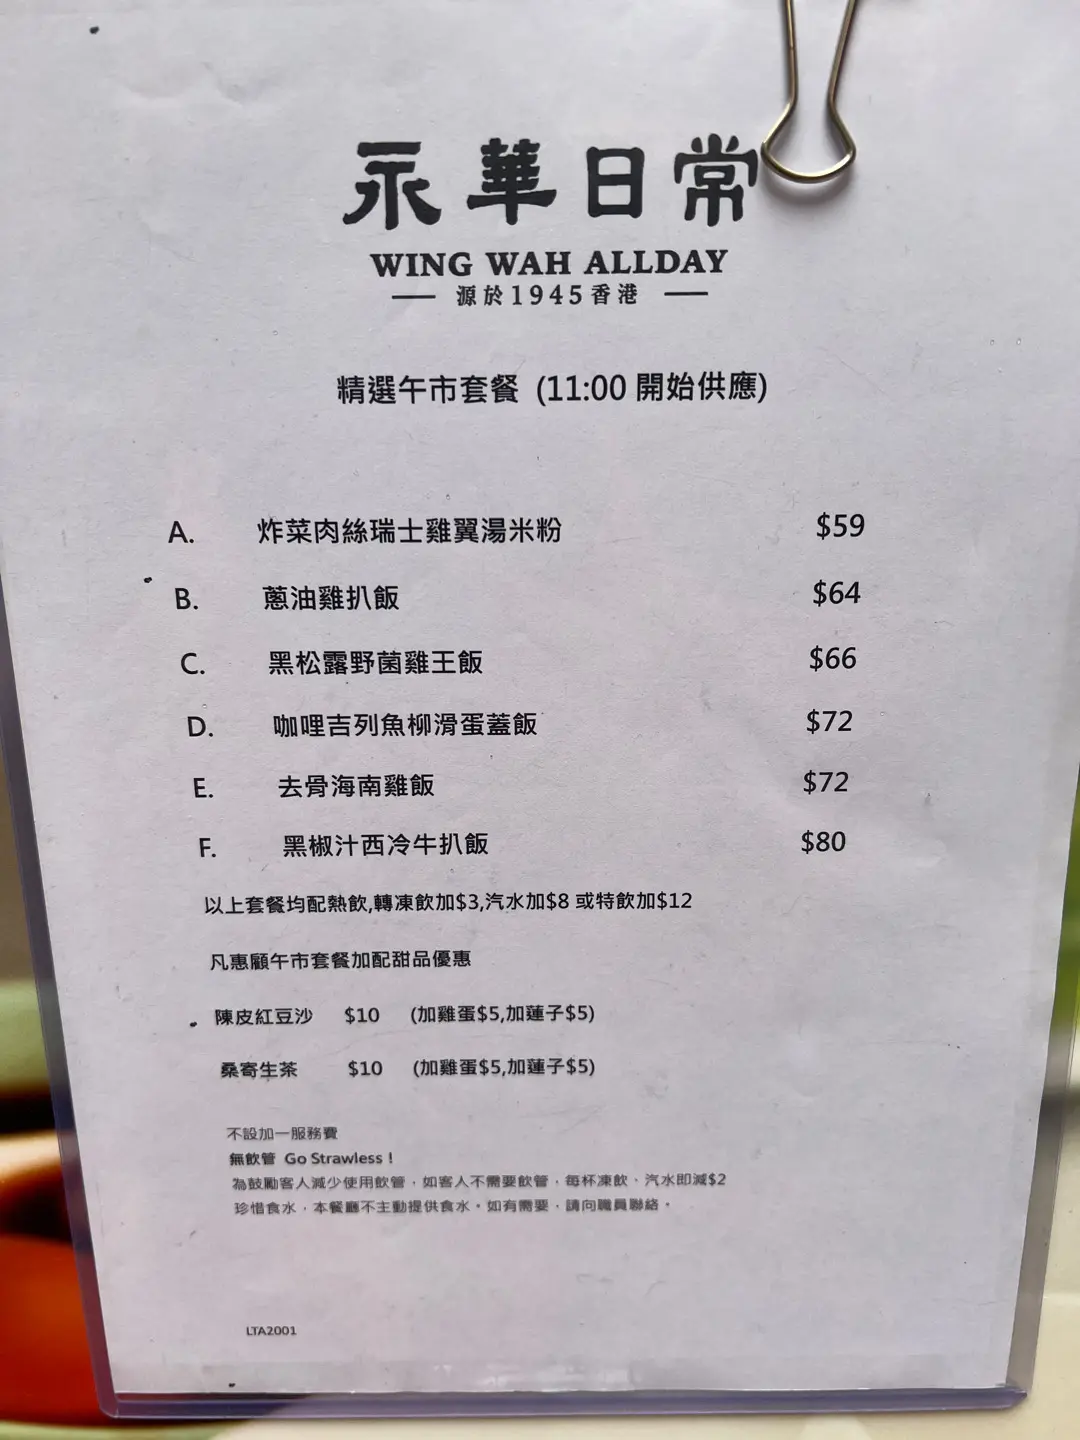 永華日常
WING WAH ALLDAY
源於1945香港
精選午市套餐 (11:00 開始供應)
A. 炸菜肉絲瑞士雞翼湯米粉 $59
B. 蔥油雞扒飯 $64
C. 黑松露野菌雞王飯 $66
D. 咖哩吉列魚柳滑蛋蓋飯 $72
E. 去骨海南雞飯 $72
F. 黑椒汁西冷牛扒飯 $80
以上套餐均配熱飲,轉凍飲加$3,汽水加$8 或特飲加$12
凡惠顧午市套餐加配甜品優惠
陳皮紅豆沙 $10 (加雞蛋$5,加蓮子$5)
桑寄生茶 $10 (加雞蛋$5,加蓮子$5)
不設加一服務費
無飲管 Go Strawless !
為鼓勵客人減少使用飲管，如客人不需要飲管，每杯凍飲、汽水即減$2
珍惜食水，本餐廳不主動提供食水。如有需要，請向職員聯絡。
LTA2001